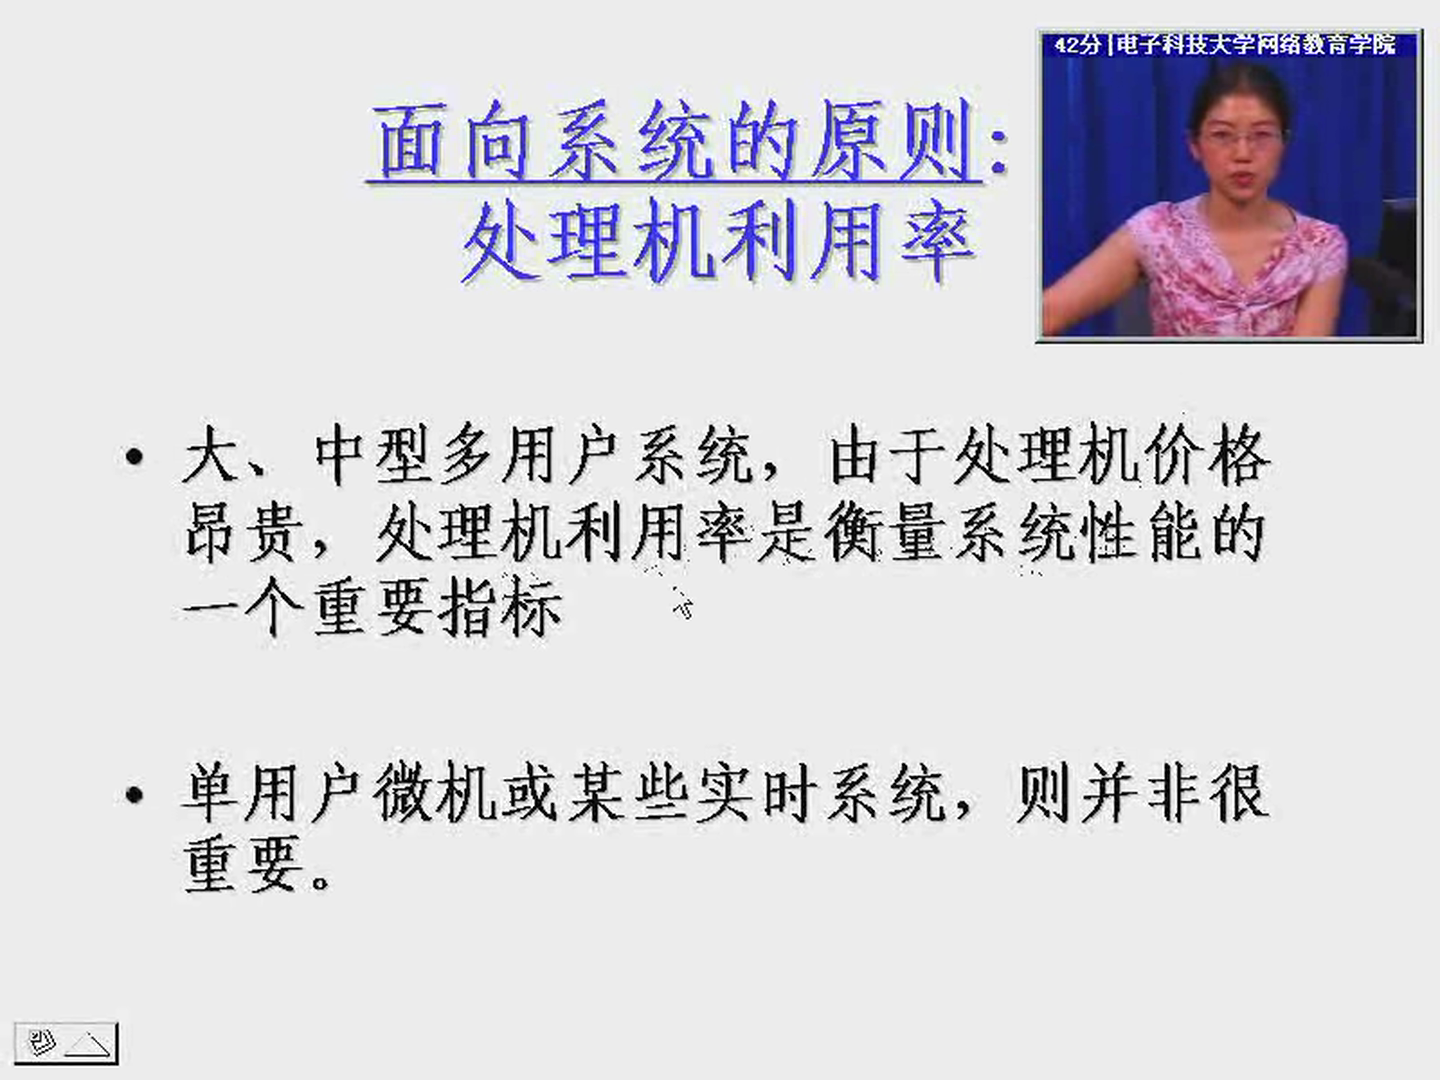 42分|电子科技大学网络教育学院
面向系统的原则:
处理机利用率
• 大、中型多用户系统，由于处理机价格
昂贵，处理机利用率是衡量系统性能的
一个重要指标
• 单用户微机或某些实时系统，则并非很
重要。